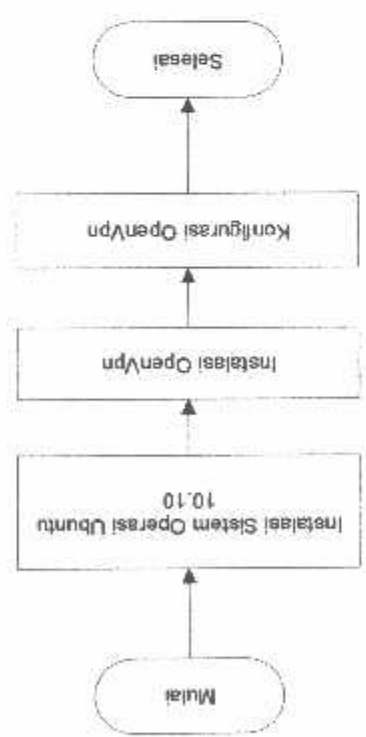 Mulai
Instalasi Sistem Operasi Ubuntu
10.10
Instalasi OpenVpn
Konfigurasi OpenVpn
Selesai